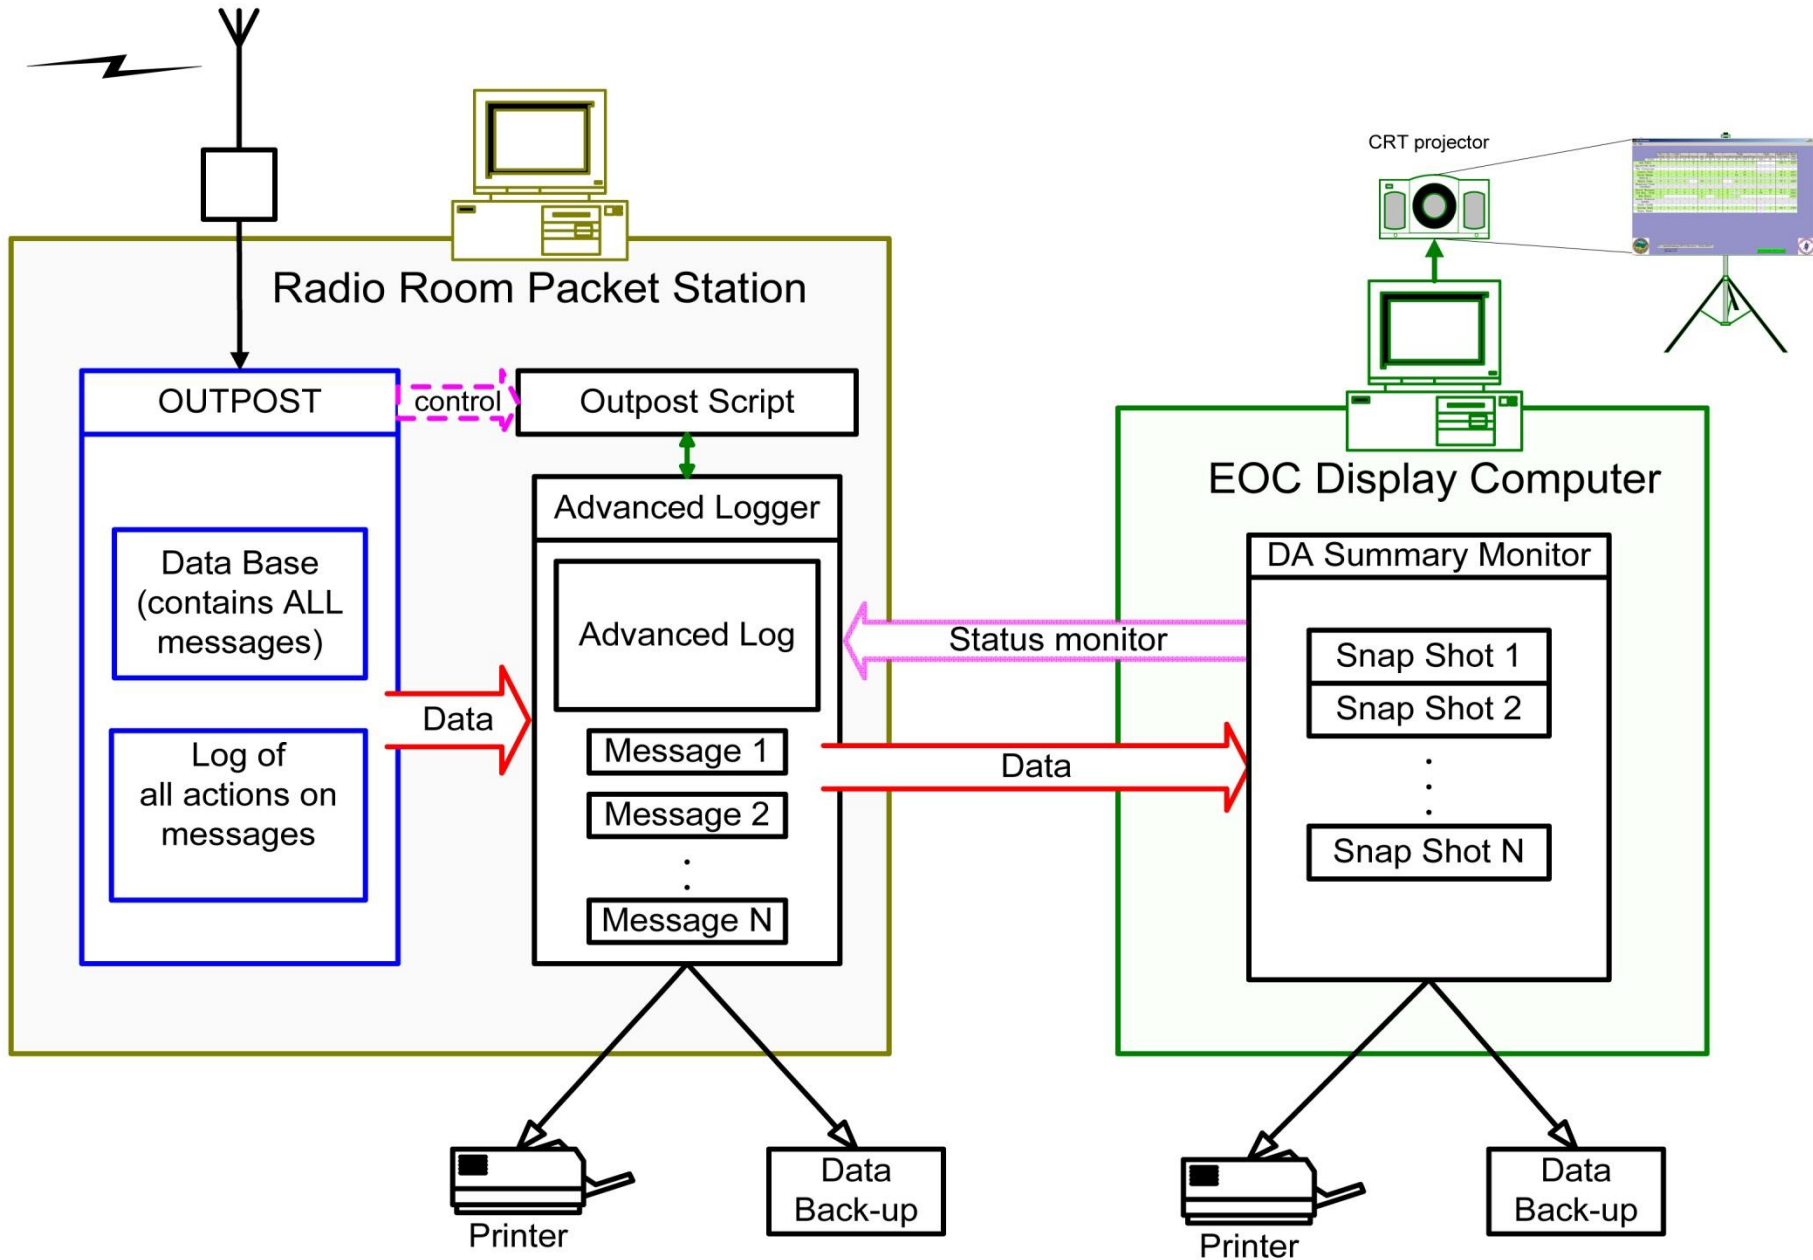 CRT projector
Radio Room Packet Station
OUTPOST
control
Outpost Script
Data Base
(contains ALL
messages)
Log of
all actions on
messages
Data
Advanced Logger
Advanced Log
Message 1
Message 2
.
.
Message N
Status monitor
Data
EOC Display Computer
DA Summary Monitor
Snap Shot 1
Snap Shot 2
.
.
.
.
Snap Shot N
Printer
Data
Back-up
Printer
Data
Back-up